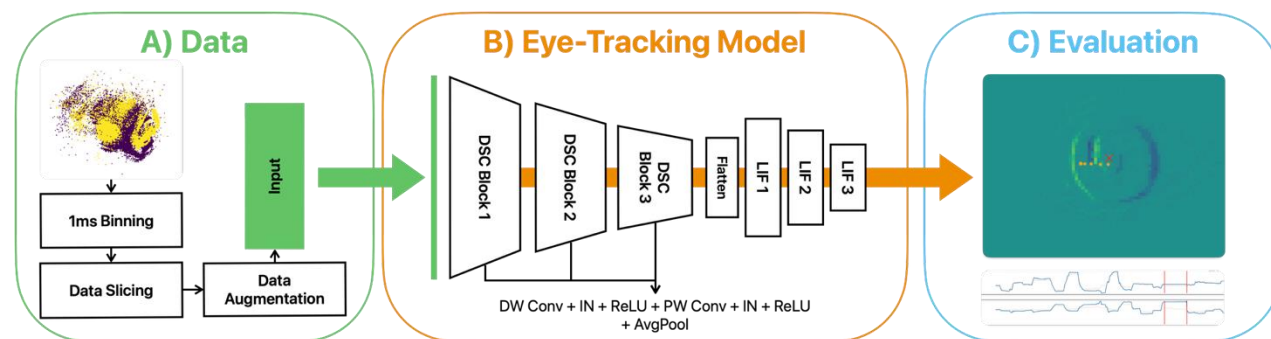 A) Data
1ms Binning
Data Slicing
Data
Augmentation
Input
B) Eye-Tracking Model
DSC Block 1
DSC Block 2
DSC
Block 3
Flatten
LIF 1
LIF 2
LIF 3
DW Conv + IN + ReLU + PW Conv + IN + ReLU
+ AvgPool
C) Evaluation